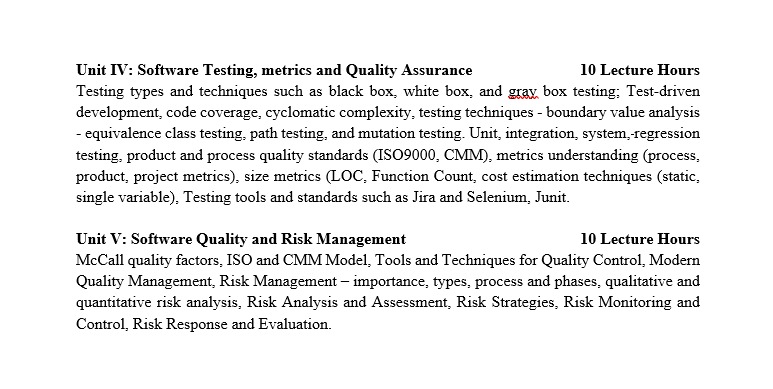 Unit IV: Software Testing, metrics and Quality Assurance 10 Lecture Hours
Testing types and techniques such as black box, white box, and gray box testing; Test-driven
development, code coverage, cyclomatic complexity, testing techniques - boundary value analysis
- equivalence class testing, path testing, and mutation testing. Unit, integration, system,-regression
testing, product and process quality standards (ISO9000, CMM), metrics understanding (process,
product, project metrics), size metrics (LOC, Function Count, cost estimation techniques (static,
single variable), Testing tools and standards such as Jira and Selenium, Junit.
Unit V: Software Quality and Risk Management 10 Lecture Hours
McCall quality factors, ISO and CMM Model, Tools and Techniques for Quality Control, Modern
Quality Management, Risk Management – importance, types, process and phases, qualitative and
quantitative risk analysis, Risk Analysis and Assessment, Risk Strategies, Risk Monitoring and
Control, Risk Response and Evaluation.